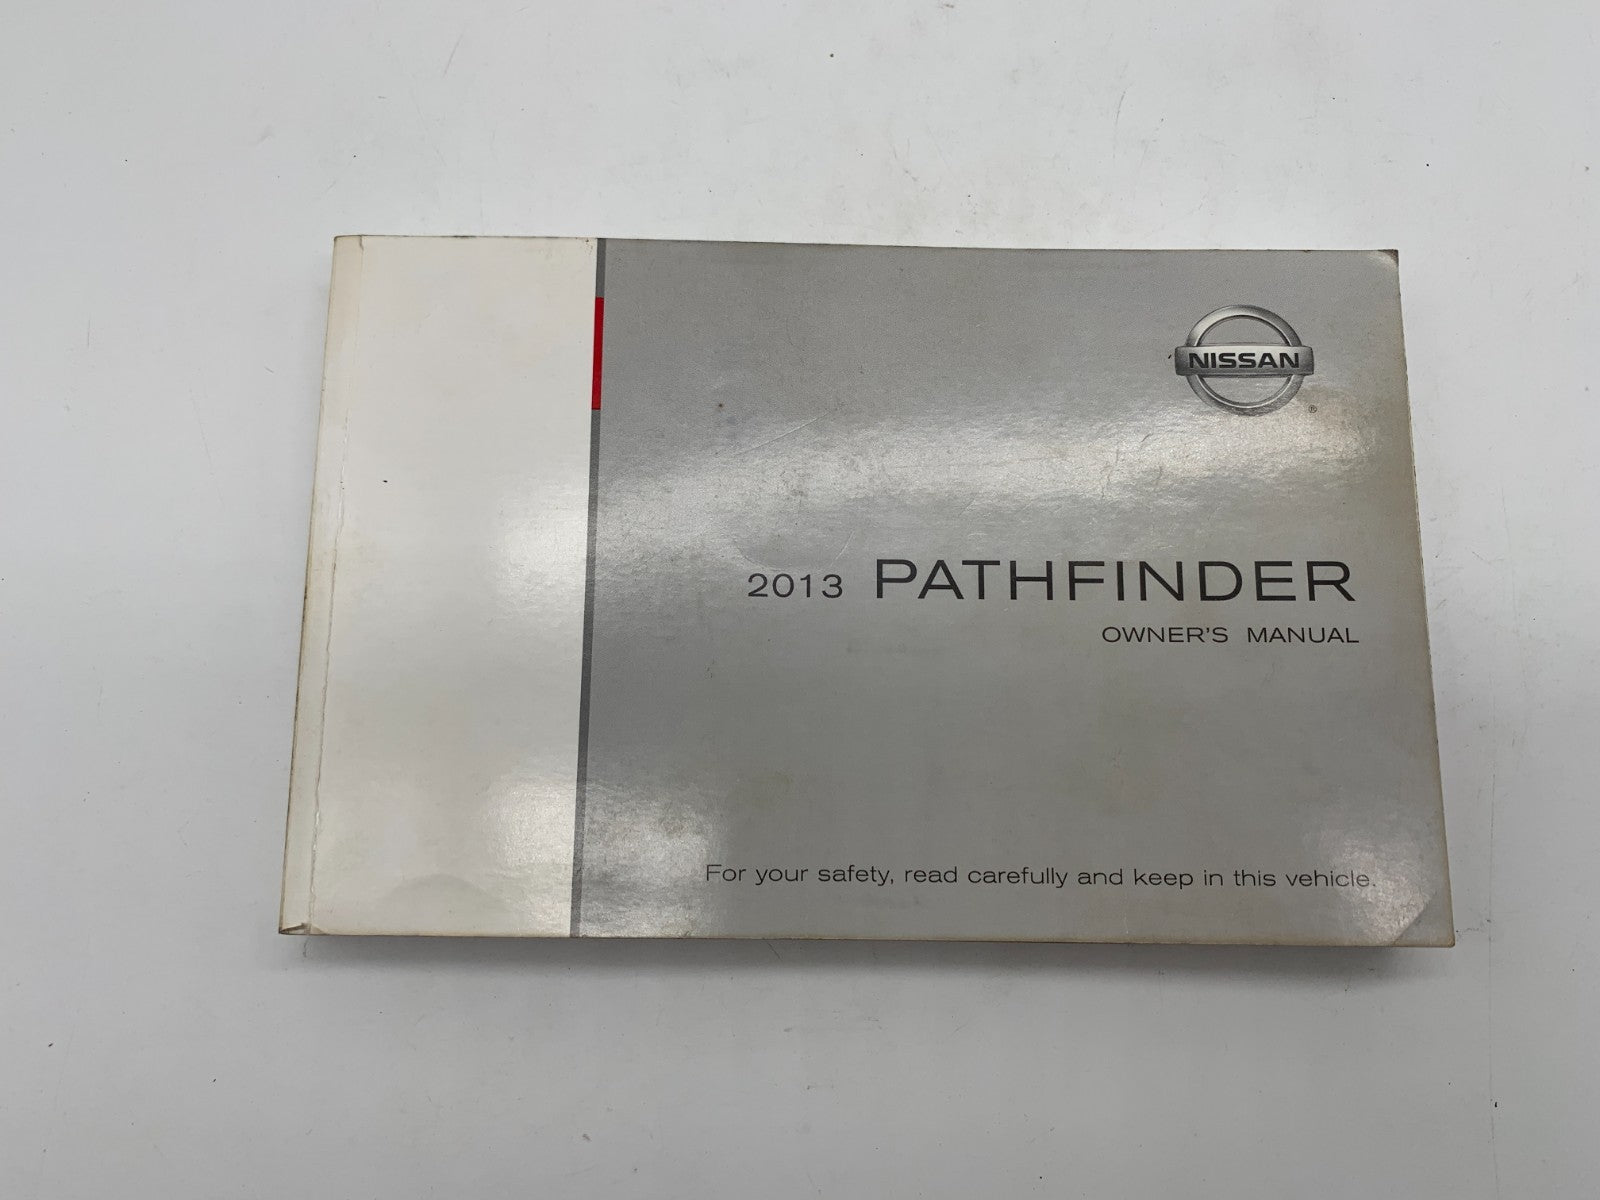 NISSAN
®
2013 PATHFINDER
OWNER'S MANUAL
For your safety, read carefully and keep in this vehicle.